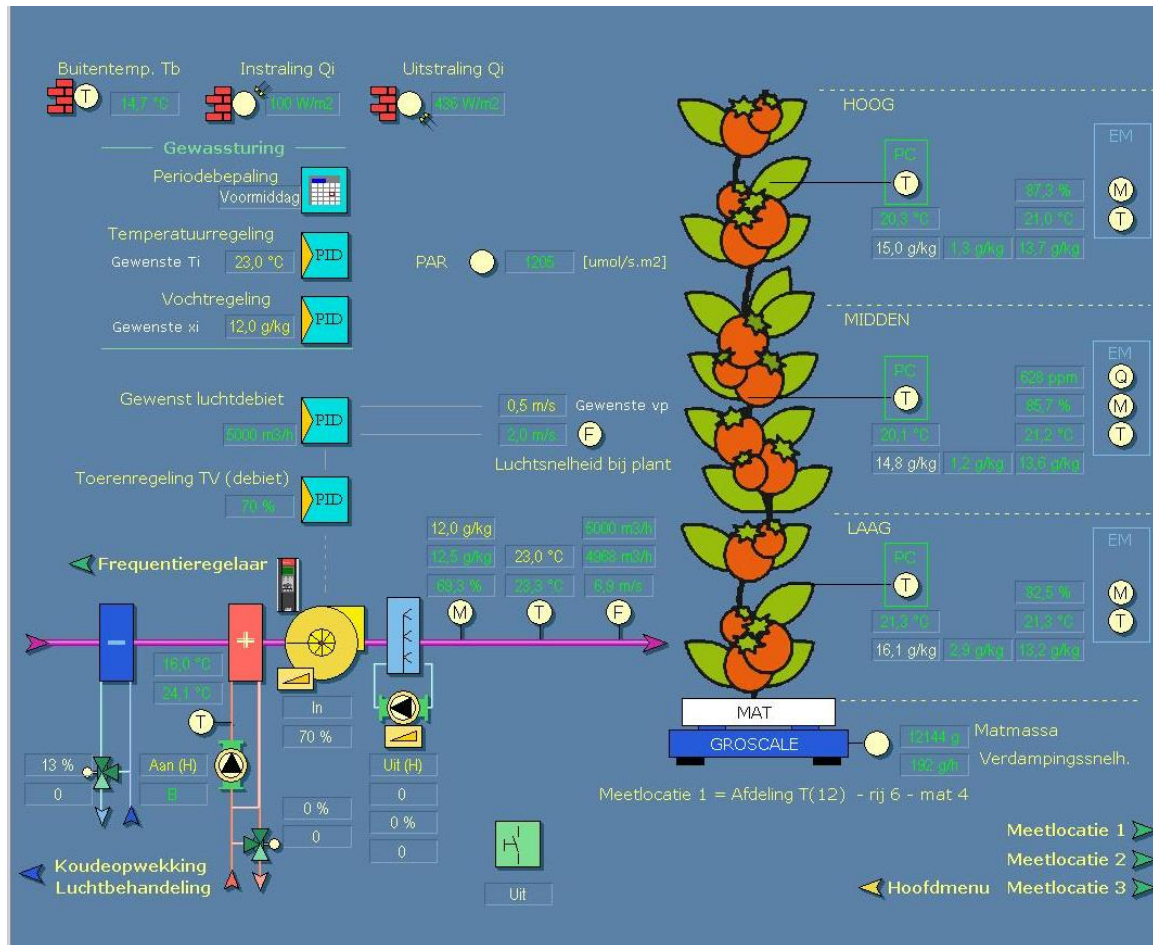 Buitentemp. Tb
Instraling Qi
Uitstraling Qi
T
14,7 °C
100 W/m2
436 W/m2
Gewassturing
Periodebepaling
Voormiddag
Temperatuurregeling
Gewenste Ti
23,0 °C
PID
Vochtregeling
Gewenste xi
12,0 g/kg
PID
PAR
1205
[umol/s.m2]
Gewenst luchtdebiet
5000 m3/h
PID
0,5 m/s
Gewenste vp
2,0 m/s
F
Luchtsnelheid bij plant
Toerenregeling TV (debiet)
70 %
PID
12,0 g/kg
5000 m3/h
12,5 g/kg
23,0 °C
4968 m3/h
69,3 %
23,3 °C
6,9 m/s
M
T
F
Frequentieregelaar
−
+
16,0 °C
24,1 °C
T
In
70 %
13 %
0
Aan (H)
B
Uit (H)
0
0 %
0
0 %
0
Uit
Koudeopwekking
Luchtbehandeling
HOOG
EM
PC
T
87,3 %
M
20,3 °C
21,0 °C
T
15,0 g/kg
1,3 g/kg
13,7 g/kg
MIDDEN
EM
PC
628 ppm
Q
T
85,7 %
M
20,1 °C
21,2 °C
T
14,8 g/kg
1,2 g/kg
13,6 g/kg
LAAG
EM
PC
T
82,5 %
M
21,3 °C
21,3 °C
T
16,1 g/kg
2,9 g/kg
13,2 g/kg
MAT
GROSCALE
12144 g
Matmassa
192 g/h
Verdampingssnelh.
Meetlocatie 1 = Afdeling T(12) - rij 6 - mat 4
Meetlocatie 1
Meetlocatie 2
Hoofdmenu
Meetlocatie 3